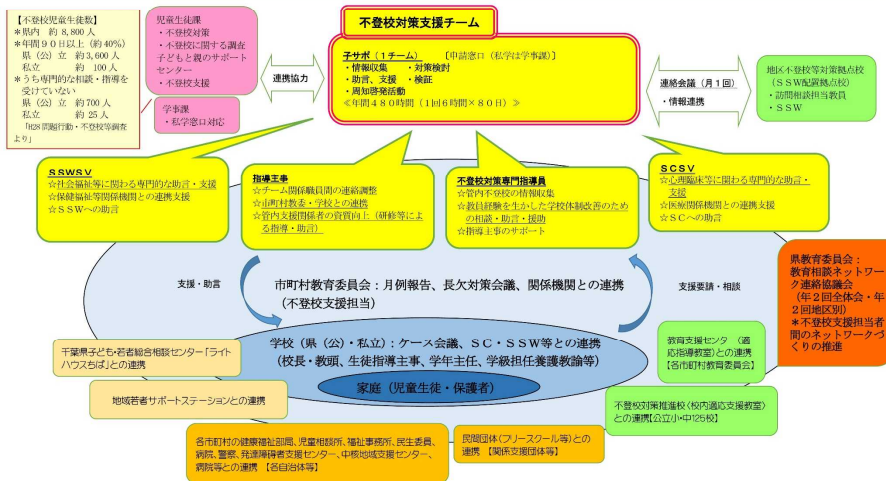 【不登校児童生徒数】
＊県内 約 8,800 人
＊年間９０日以上（約40％）
県（公）立 約3,600人
私立 約 100 人
＊うち専門的な相談・指導を
受けていない
県（公）立 約700 人
私立 約 25 人
「H28 問題行動・不登校等調査
より」
児童生徒課
・不登校対策
・不登校に関する調査
子どもと親のサポート
センター
・不登校支援
学事課
・私学窓口対応
連携協力
不登校対策支援チーム
子サポ（１チーム） 〔申請窓口（私学は学事課）〕
・情報収集 ・対策検討
・助言、支援 ・検証
・周知啓発活動
≪年間４８０時間（１回６時間×８０日）≫
連絡会議（月１回）
・情報連携
地区不登校等対策拠点校
（ＳＳＷ配置拠点校）
・訪問相談担当教員
・ＳＳＷ
ＳＳＷＳＶ
☆社会福祉等に関わる専門的な助言・支援
☆保健福祉等関係機関との連携支援
☆ＳＳＷへの助言
指導主事
☆チーム関係職員間の連絡調整
☆市町村教委・学校との連携
☆管内支援関係者の資質向上（研修等によ
る指導・助言）
不登校対策専門指導員
☆管内不登校の情報収集
☆教員経験を生かした学校体制改善のため
の相談・助言・援助
☆指導主事のサポート
ＳＣＳＶ
☆心理臨床等に関わる専門的な助言・
支援
☆医療関係機関との連携支援
☆ＳＣへの助言
支援・助言
市町村教育委員会：月例報告、長欠対策会議、関係機関との連携
（不登校支援担当）
支援要請・相談
県教育委員会：
教育相談ネットワー
ク連絡協議会
（年２回全体会・年
２回地区別）
＊不登校支援担当者
間のネットワークづ
くりの推進
学校（県（公）・私立）：ケース会議、ＳＣ・ＳＳＷ等との連携
（校長・教頭、生徒指導主事、学年主任、学級担任養護教諭等）
家庭（児童生徒・保護者）
千葉県子ども・若者総合相談センター「ライト
ハウスちば」との連携
地域若者サポートステーションとの連携
教育支援センタ （適
応指導教室）との連携
【各市町村教育委員会】
不登校対策推進校〈校内適応支援教室〉
との連携【公立小・中125校】
各市町村の健康福祉部局、児童相談所、福祉事務所、民生委員、
病院、警察、発達障害者支援センター、中核地域支援センター、
病院等との連携 【各自治体等】
民間団体（フリースクール等）との
連携 【関係支援団体等】